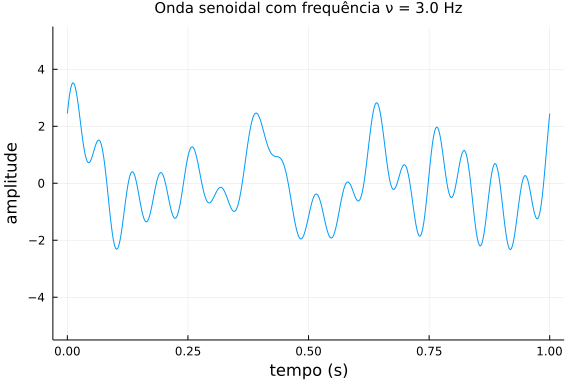 Onda senoidal com frequência ν = 3.0 Hz
4
2
0
−2
−4
amplitude
0.00 0.25 0.50 0.75 1.00
tempo (s)